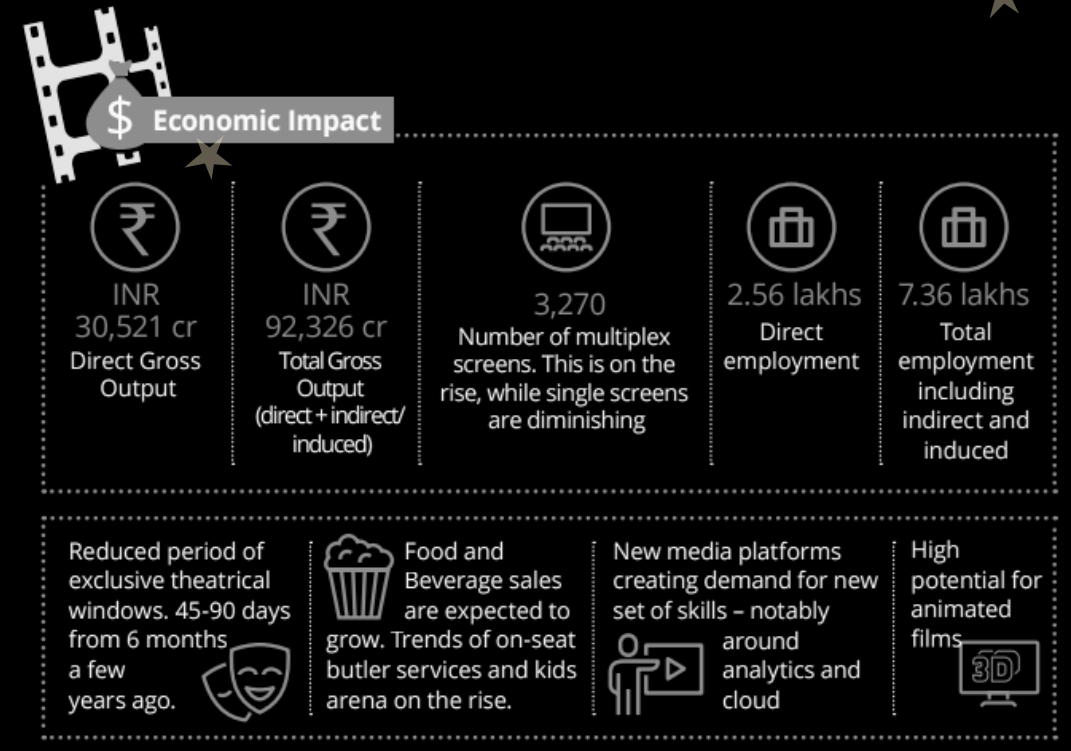 $ Economic Impact
₹
INR
30,521 cr
Direct Gross
Output
₹
INR
92,326 cr
Total Gross
Output
(direct + indirect/
induced)
3,270
Number of multiplex
screens. This is on the
rise, while single screens
are diminishing
2.56 lakhs
Direct
employment
7.36 lakhs
Total
employment
including
indirect and
induced
Reduced period of
exclusive theatrical
windows. 45-90 days
from 6 months
a few
years ago.
Food and
Beverage sales
are expected to
grow. Trends of on-seat
butler services and kids
arena on the rise.
New media platforms
creating demand for new
set of skills – notably
around
analytics and
cloud
High
potential for
animated
films
3D